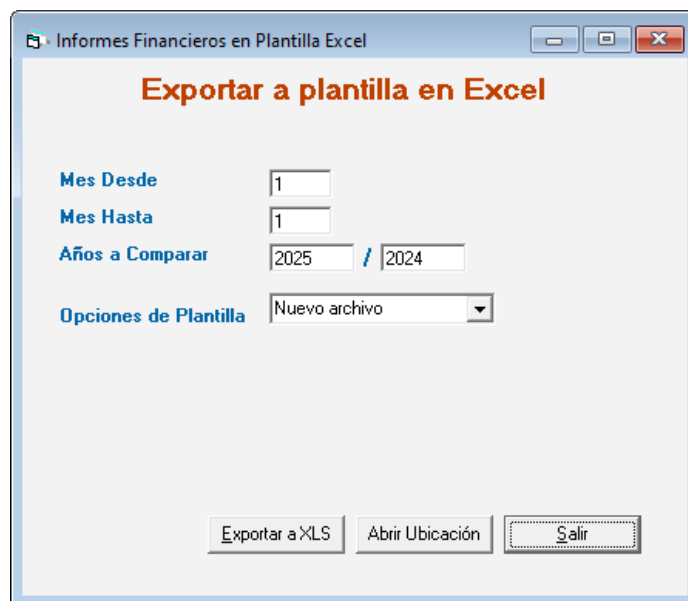 Informes Financieros en Plantilla Excel
Exportar a plantilla en Excel
Mes Desde 1
Mes Hasta 1
Años a Comparar 2025 / 2024
Opciones de Plantilla Nuevo archivo
Exportar a XLS Abrir Ubicación Salir